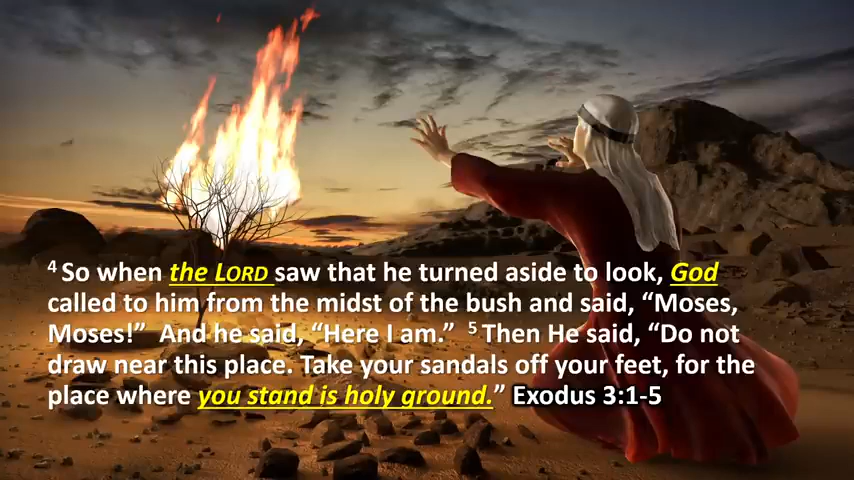 4 So when the LORD saw that he turned aside to look, God
called to him from the midst of the bush and said, “Moses,
Moses!”  And he said, “Here I am.”  5 Then He said, “Do not
draw near this place. Take your sandals off your feet, for the
place where you stand is holy ground.” Exodus 3:1-5